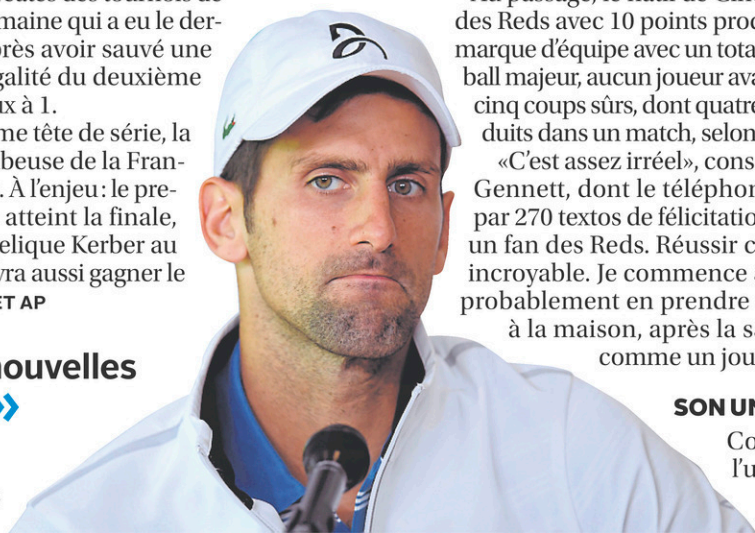 maine qui a eu le der-
rès avoir sauvé une
galité du deuxième
x à 1.
me tête de série, la
beuse de la Fran-
. À l'enjeu: le pre-
atteint la finale,
elique Kerber au
vra aussi gagner le
ET AP
nouvelles
»
des Reds avec 10 points prod
marque d'équipe avec un tota
ball majeur, aucun joueur ava
cinq coups sûrs, dont quatr
duits dans un match, selon
«C'est assez irréel», cons
Gennett, dont le téléphon
par 270 textos de félicitatio
un fan des Reds. Réussir c
incroyable. Je commence
probablement en prendre
à la maison, après la sa
comme un jou
SON UN
Co
l'u